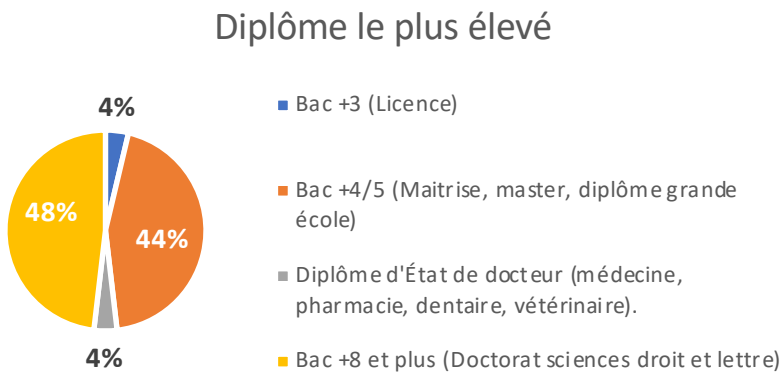 Diplôme le plus élevé
4%
48%
44%
4%
Bac +3 (Licence)
Bac +4/5 (Maitrise, master, diplôme grande
école)
Diplôme d'État de docteur (médecine,
pharmacie, dentaire, vétérinaire).
Bac +8 et plus (Doctorat sciences droit et lettre)